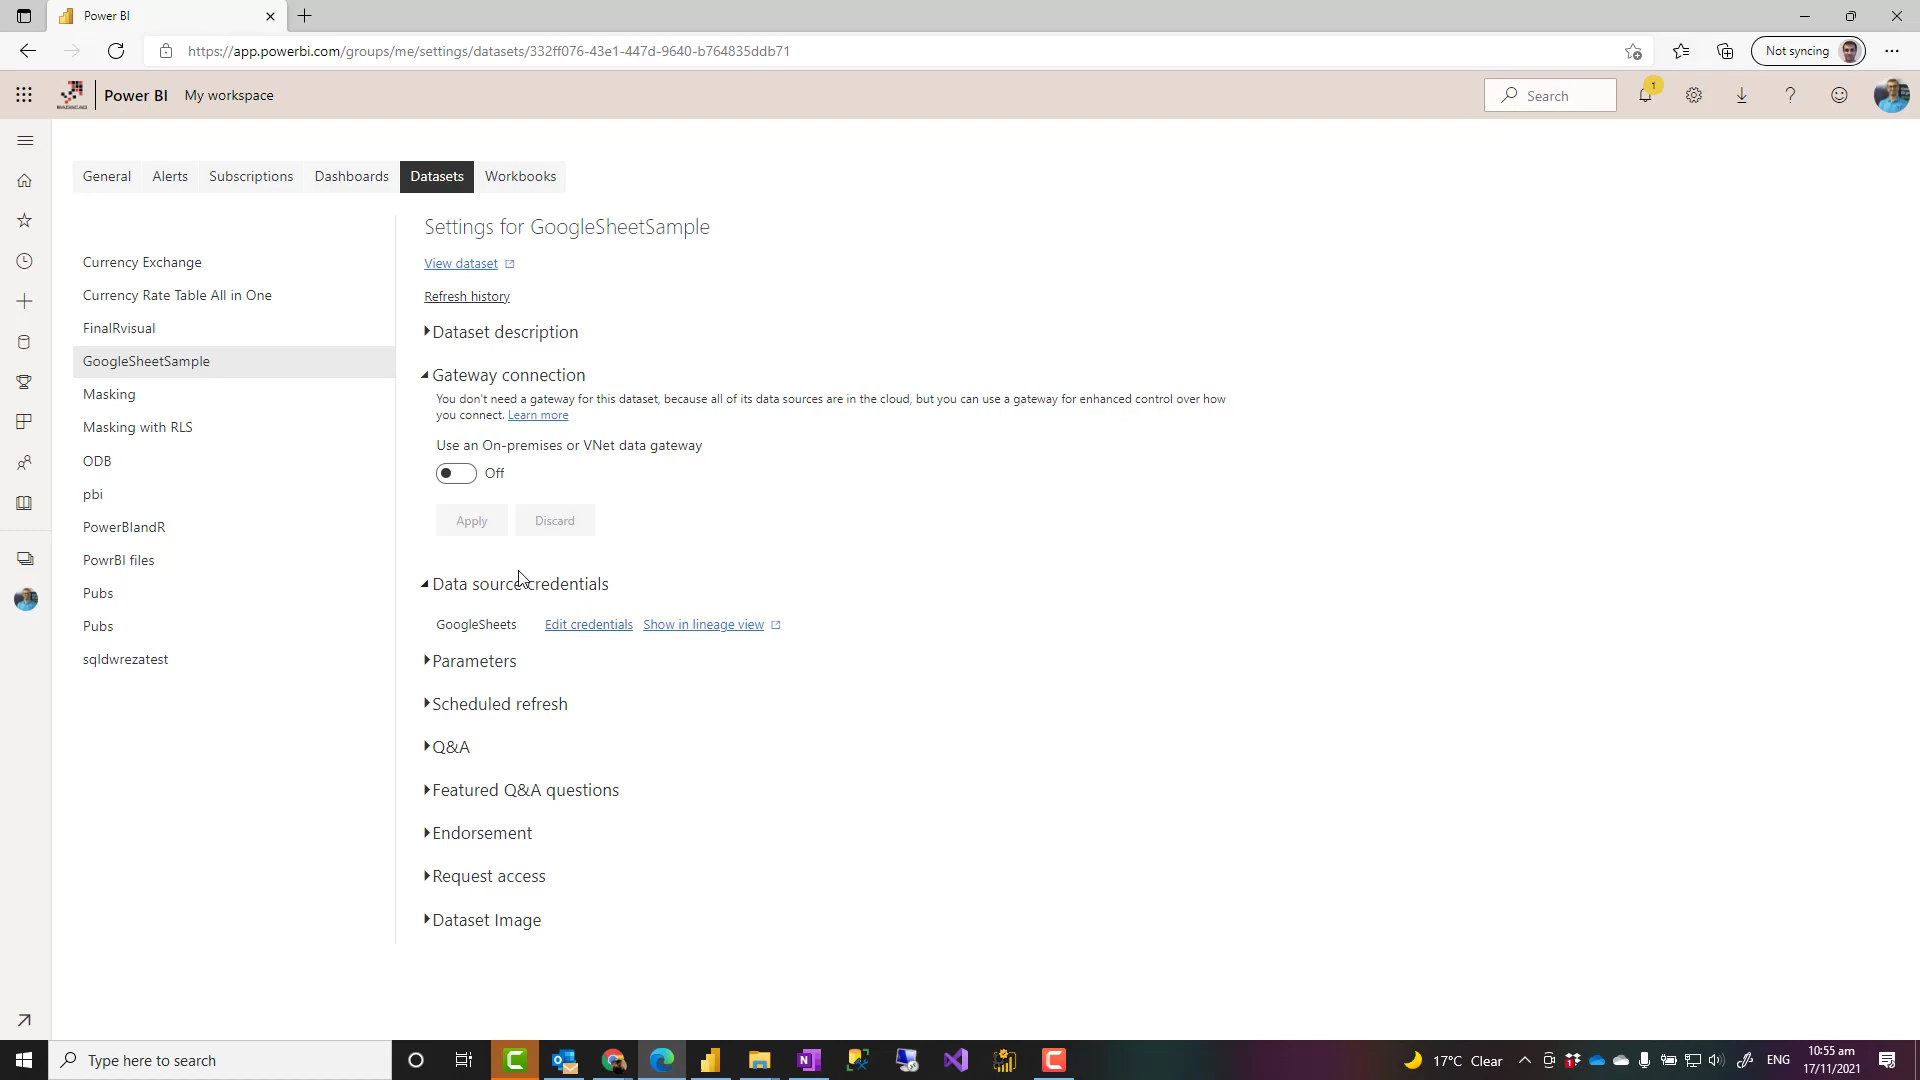 Power BI
https://app.powerbi.com/groups/me/settings/datasets/332ff076-43e1-447d-9640-b764835ddb71
Not syncing
Power BI My workspace
Search
1
General Alerts Subscriptions Dashboards Datasets Workbooks
Currency Exchange
Currency Rate Table All in One
FinalRvisual
GoogleSheetSample
Masking
Masking with RLS
ODB
pbi
PowerBIandR
PowrBI files
Pubs
Pubs
sqldwrezatest
Settings for GoogleSheetSample
View dataset
Refresh history
Dataset description
Gateway connection
You don't need a gateway for this dataset, because all of its data sources are in the cloud, but you can use a gateway for enhanced control over how
you connect. Learn more
Use an On-premises or VNet data gateway
Off
Apply Discard
Data source credentials
GoogleSheets Edit credentials Show in lineage view
Parameters
Scheduled refresh
Q&A
Featured Q&A questions
Endorsement
Request access
Dataset Image
Type here to search
17°C Clear
ENG
10:55 am
17/11/2021